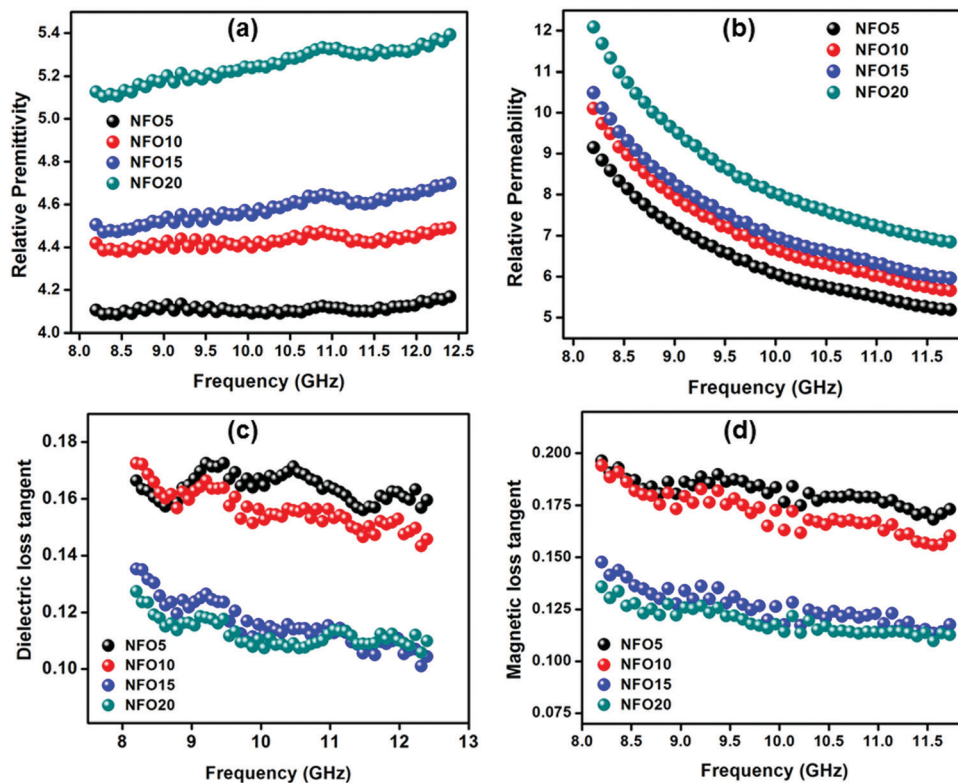 (a)
Relative Premittivity
5.4
5.2
5.0
4.8
4.6
4.4
4.2
4.0
NFO5
NFO10
NFO15
NFO20
8.0 8.5 9.0 9.5 10.0 10.5 11.0 11.5 12.0 12.5
Frequency (GHz)
(b)
Relative Permeability
12
11
10
9
8
7
6
5
NFO5
NFO10
NFO15
NFO20
8.0 8.5 9.0 9.5 10.0 10.5 11.0 11.5
Frequency (GHz)
(c)
Dielectric loss tangent
0.18
0.16
0.14
0.12
0.10
NFO5
NFO10
NFO15
NFO20
8 9 10 11 12 13
Frequency (GHz)
(d)
Magnetic loss tangent
0.200
0.175
0.150
0.125
0.100
0.075
NFO5
NFO10
NFO15
NFO20
8.0 8.5 9.0 9.5 10.0 10.5 11.0 11.5
Frequency (GHz)